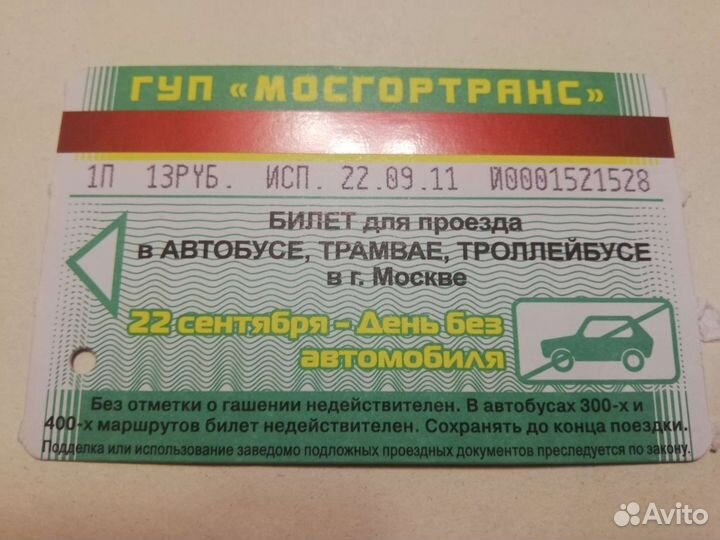 ГУП «МОСГОРТРАНС»
1П 13РУБ. ИСП. 22.09.11 И0001521528
БИЛЕТ для проезда
в АВТОБУСЕ, ТРАМВАЕ, ТРОЛЛЕЙБУСЕ
в г. Москве
22 сентября - День без
автомобиля
Без отметки о гашении недействителен. В автобусах 300-х и
400-х маршрутов билет недействителен. Сохранять до конца поездки.
Подделка или использование заведомо подложных проездных документов преследуется по закону.
Avito